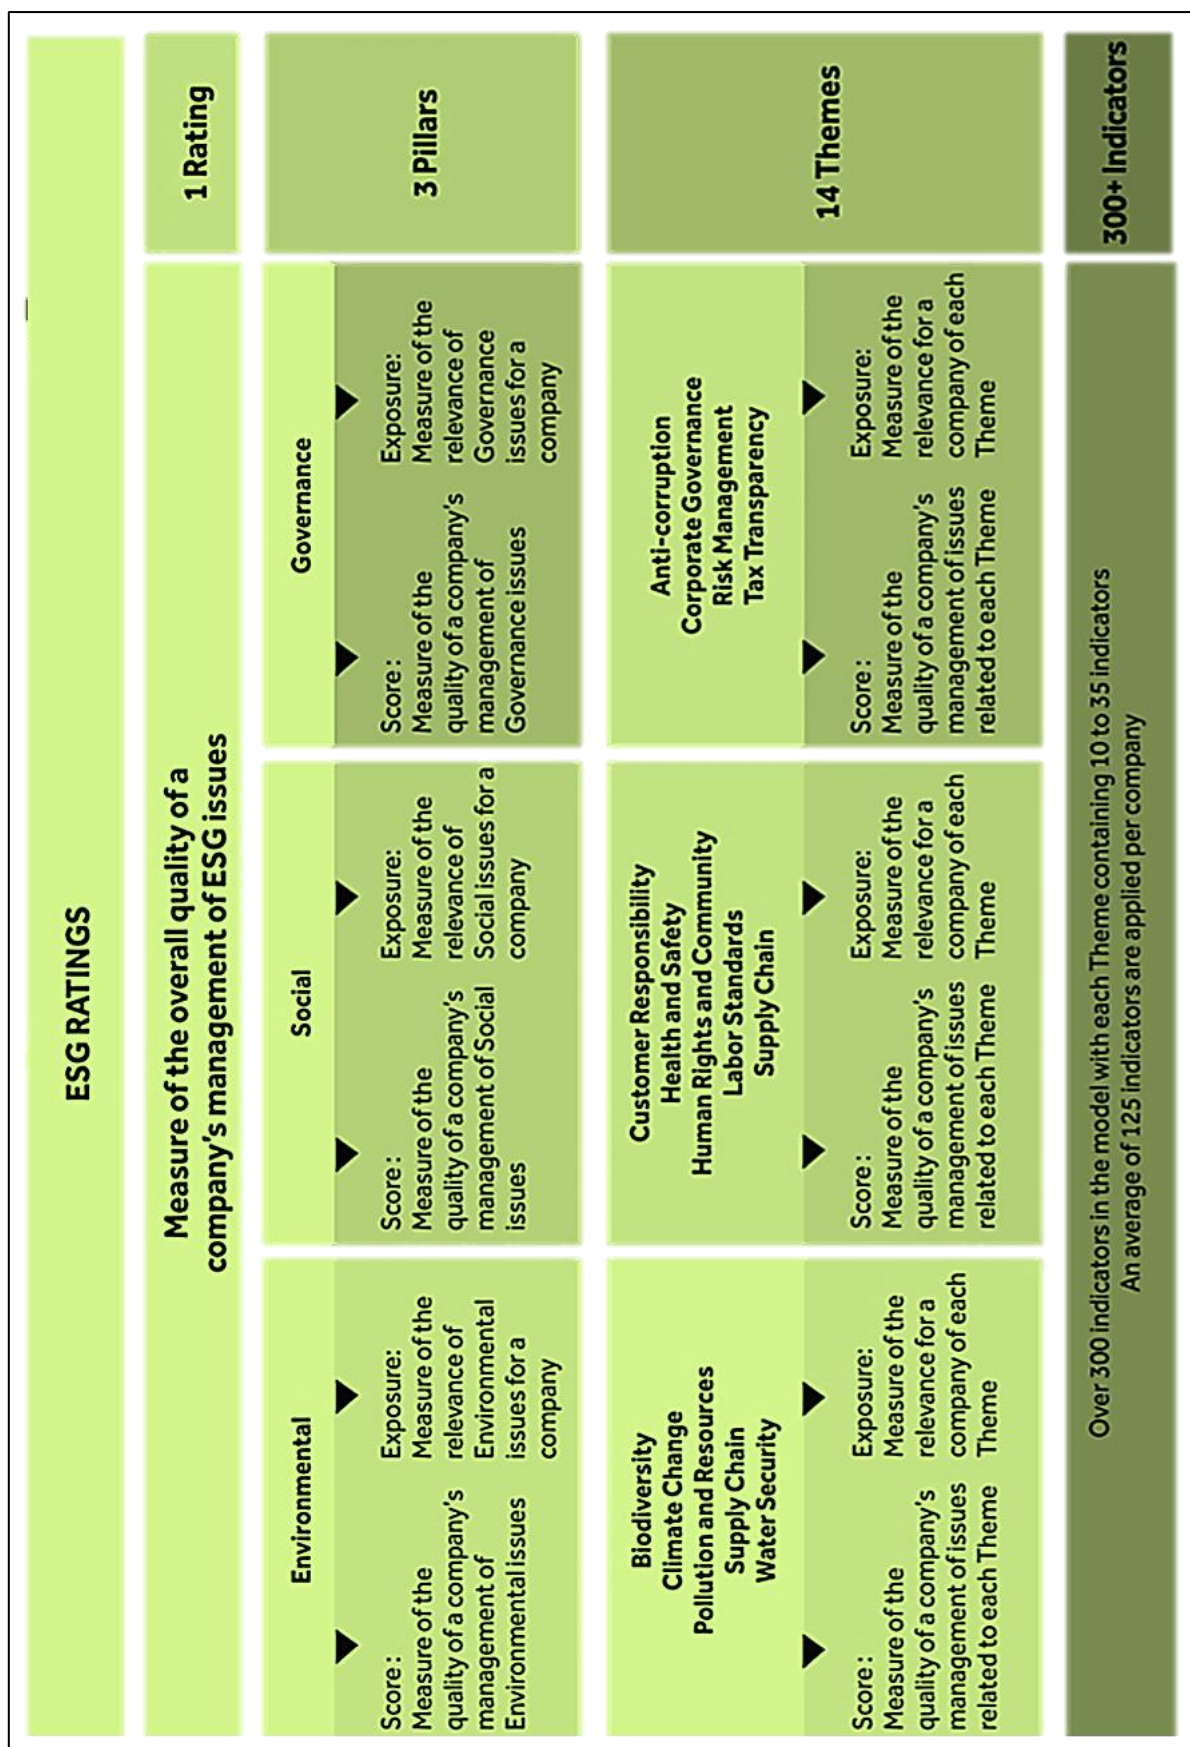 ESG RATINGS
Measure of the overall quality of a
company's management of ESG issues
1 Rating
Environmental
Score:
Measure of the
quality of a company's
management of
Environmental issues
Exposure:
Measure of the
relevance of
Environmental
issues for a
company
Social
Score:
Measure of the
quality of a company's
management of Social
issues
Exposure:
Measure of the
relevance of
Social issues for a
company
Governance
Score:
Measure of the
quality of a company's
management of
Governance issues
Exposure:
Measure of the
relevance of
Governance
issues for a
company
3 Pillars
Biodiversity
Climate Change
Pollution and Resources
Supply Chain
Water Security
Score:
Measure of the
quality of a company's
management of issues
related to each Theme
Exposure:
Measure of the
relevance for a
company of each
Theme
Customer Responsibility
Health and Safety
Human Rights and Community
Labor Standards
Supply Chain
Score:
Measure of the
quality of a company's
management of issues
related to each Theme
Exposure:
Measure of the
relevance for a
company of each
Theme
Anti-corruption
Corporate Governance
Risk Management
Tax Transparency
Score:
Measure of the
quality of a company's
management of issues
related to each Theme
Exposure:
Measure of the
relevance for a
company of each
Theme
14 Themes
Over 300 indicators in the model with each Theme containing 10 to 35 indicators
An average of 125 indicators are applied per company
300+ Indicators